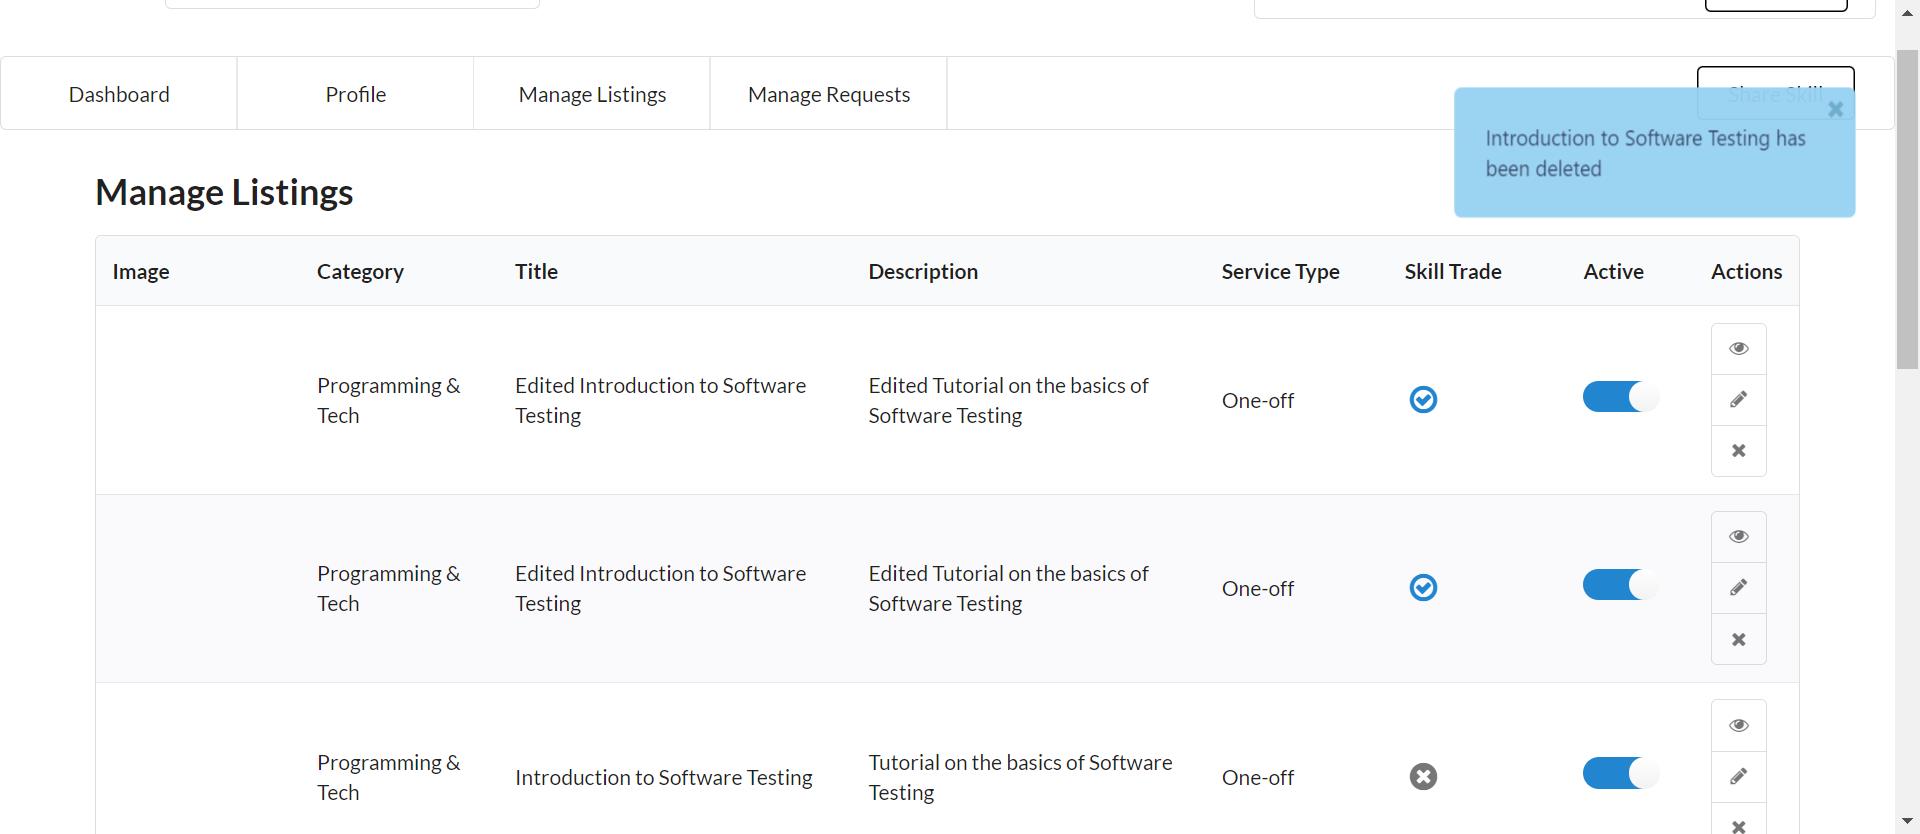 Dashboard
Profile
Manage Listings
Manage Requests
Share Skill
Introduction to Software Testing has
been deleted
Manage Listings
Image
Category
Title
Description
Service Type
Skill Trade
Active
Actions
Programming &
Tech
Edited Introduction to Software
Testing
Edited Tutorial on the basics of
Software Testing
One-off
Programming &
Tech
Edited Introduction to Software
Testing
Edited Tutorial on the basics of
Software Testing
One-off
Programming &
Tech
Introduction to Software Testing
Tutorial on the basics of Software
Testing
One-off